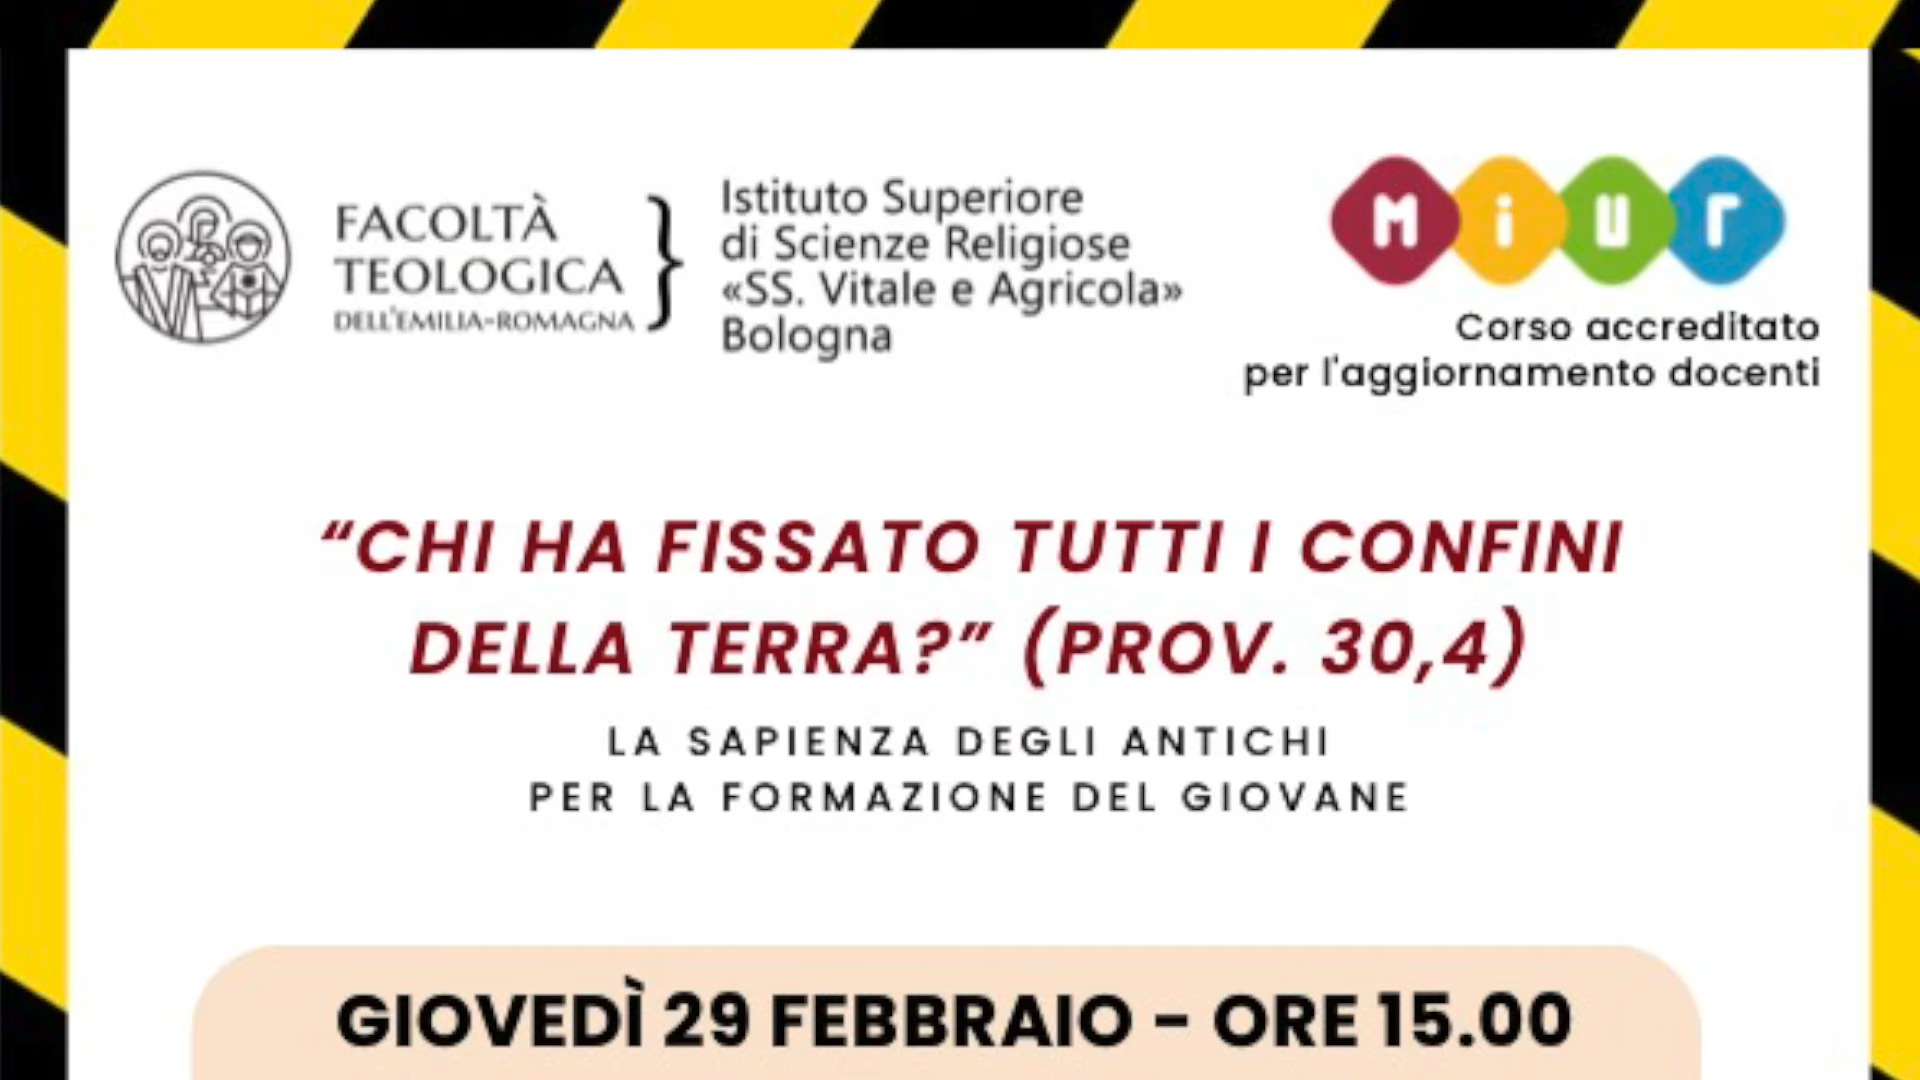 FACOLTÀ
TEOLOGICA
DELL'EMILIA-ROMAGNA
Istituto Superiore
di Scienze Religiose
«SS. Vitale e Agricola»
Bologna
Miur
Corso accreditato
per l'aggiornamento docenti
“CHI HA FISSATO TUTTI I CONFINI
DELLA TERRA?” (PROV. 30,4)
LA SAPIENZA DEGLI ANTICHI
PER LA FORMAZIONE DEL GIOVANE
GIOVEDÌ 29 FEBBRAIO - ORE 15.00